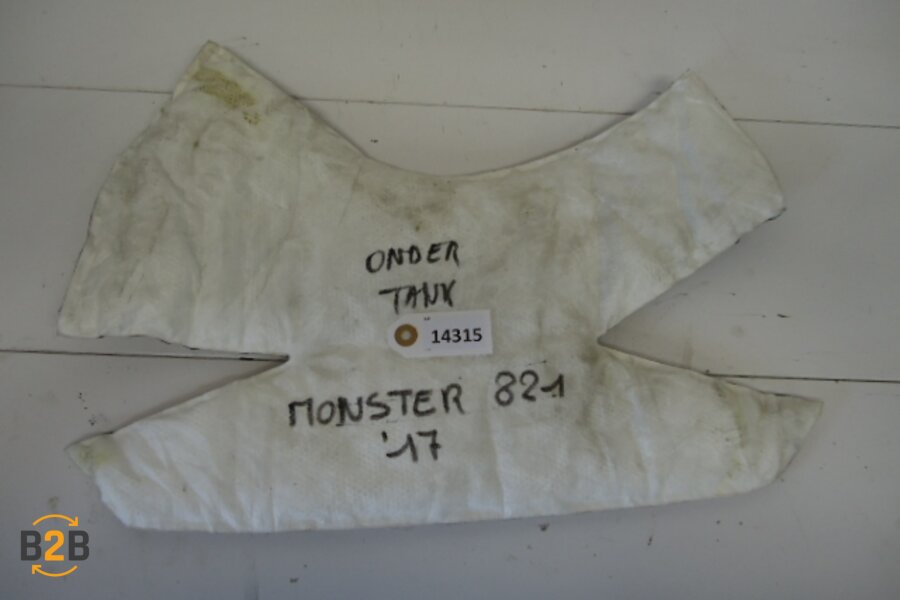 ONDER
TANK
14315
MONSTER 821
'17
B2B